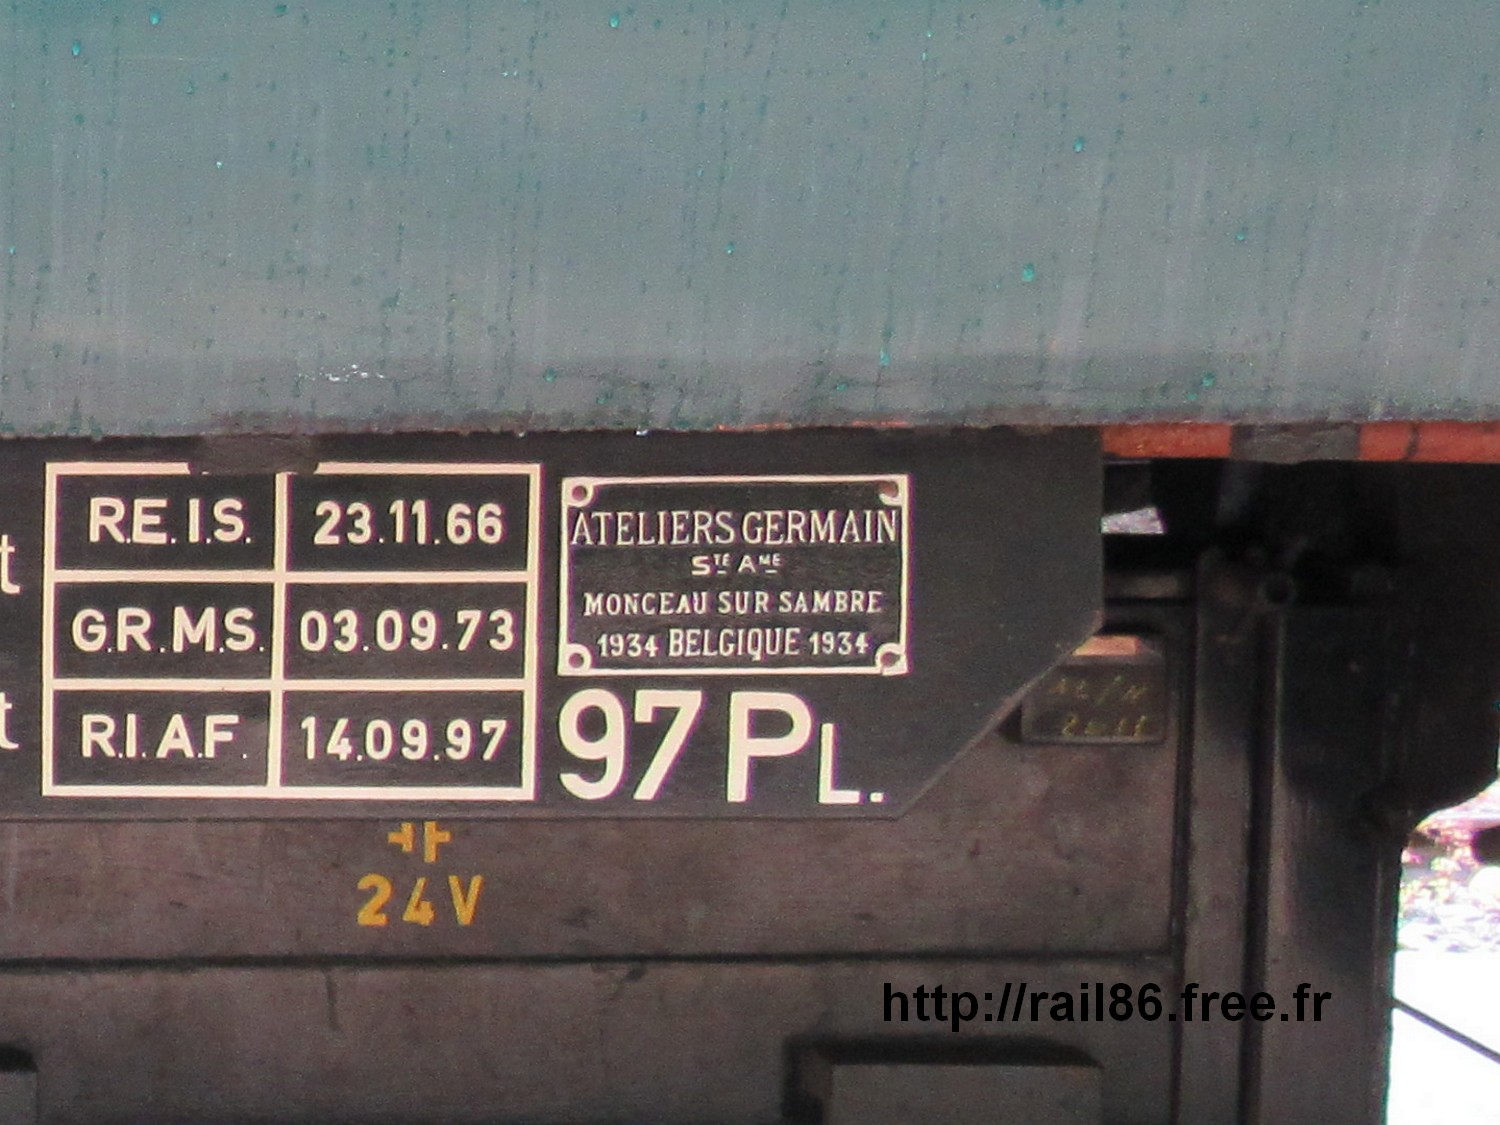 R.E.I.S. 23.11.66
G.R.M.S. 03.09.73
R.I.A.F. 14.09.97
t
t
ATELIERS GERMAIN
STÉ AME
MONCEAU SUR SAMBRE
1934 BELGIQUE 1934
97 PL.
24V
http://rail86.free.fr